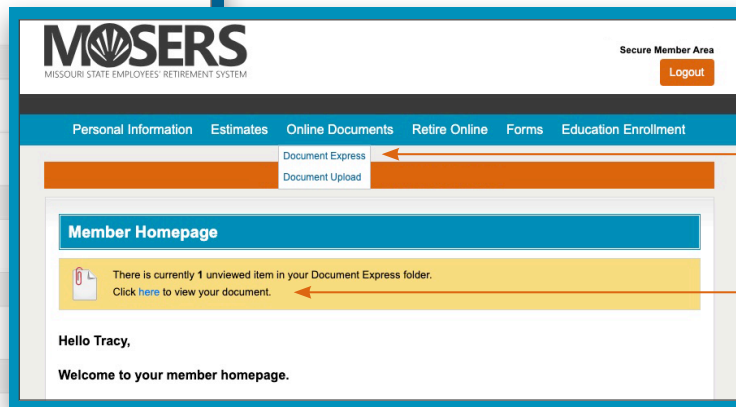 MOSERS
MISSOURI STATE EMPLOYEES' RETIREMENT SYSTEM
Secure Member Area
Logout
Personal Information Estimates Online Documents Retire Online Forms Education Enrollment
Document Express
Document Upload
Member Homepage
There is currently 1 unviewed item in your Document Express folder.
Click here to view your document.
Hello Tracy,
Welcome to your member homepage.